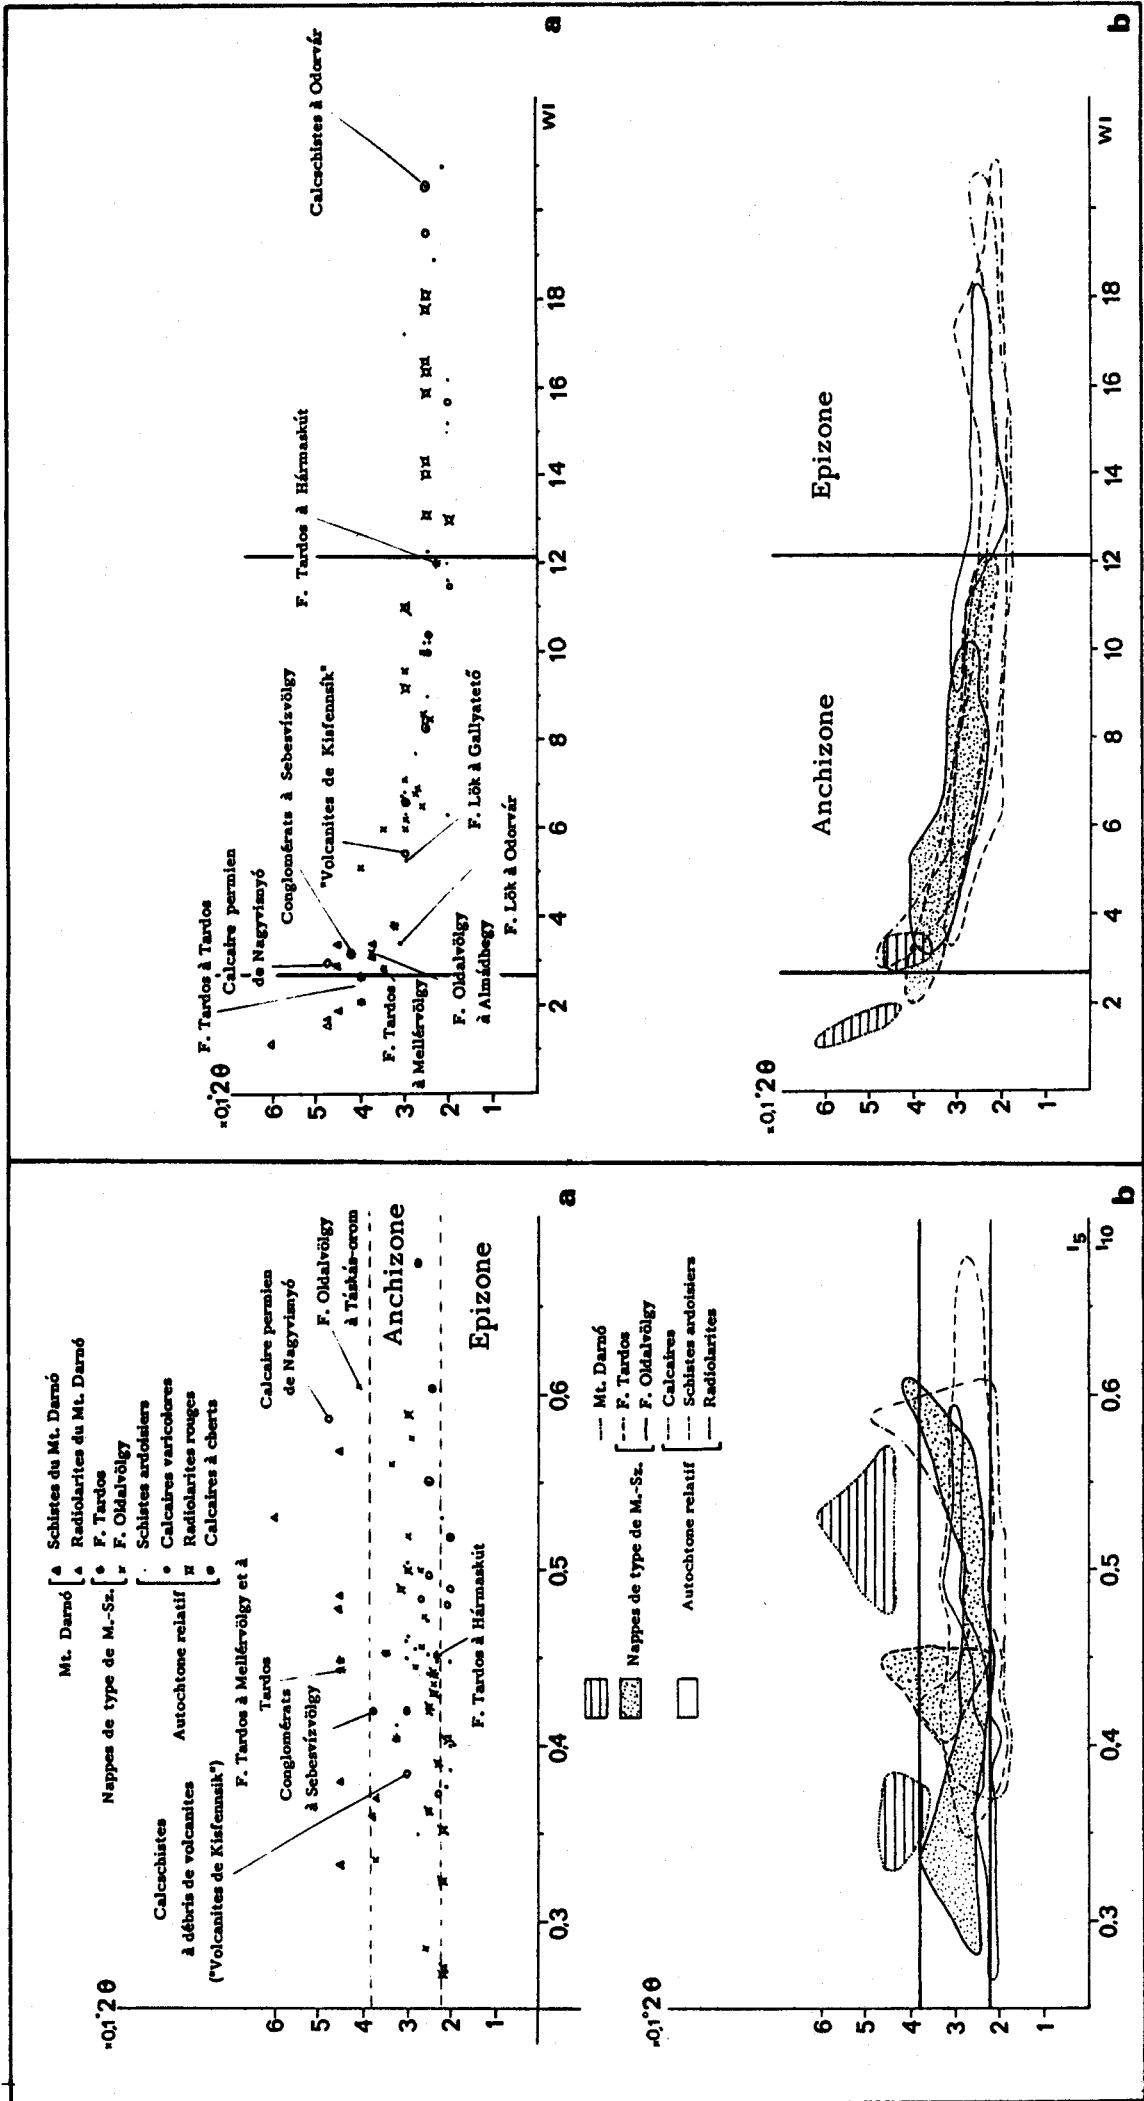 ×0,1°2θ
6
5
4
3
2
1
0,3
0,4
0,5
0,6
a
Mt. Darnó
Schistes du Mt. Darnó
Radiolarites du Mt. Darnó
Nappes de type de M.-Sz.
F. Tardos
F. Oldalvölgy
Autochtone relatif
Schistes ardoisiers
Calcaires varicolores
Radiolarites rouges
Calcaires à cherts
Calcschistes
à débris de volcanites
("Volcanites de Kisfennsik")
F. Tardos à Mellérvölgy et à
Tardos
Conglomérats
à Sebesvízvölgy
Calcaire permien
de Nagyvisnyó
F. Oldalvölgy
à Táskás-orom
Anchizone
Epizone
F. Tardos à Hármaskút
×0,1°2θ
6
5
4
3
2
1
0,3
0,4
0,5
0,6
I5
I10
b
Nappes de type de M.-Sz.
Autochtone relatif
Mt. Darnó
F. Tardos
F. Oldalvölgy
Calcaires
Schistes ardoisiers
Radiolarites
×0,1°2θ
6
5
4
3
2
1
2
4
6
8
10
12
14
16
18
WI
a
F. Tardos à Tardos
Calcaire permien
de Nagyvisnyó
Conglomérats à Sebesvízvölgy
"Volcanites de Kisfennsík"
F. Tardos à Hármaskút
Calcschistes à Odorvár
F. Tardos
à Mellérvölgy
F. Oldalvölgy
à Almádhegy
F. Lök à Odorvár
F. Lök à Gallyatető
×0,1°2θ
6
5
4
3
2
1
2
4
6
8
10
12
14
16
18
WI
Anchizone
Epizone
b